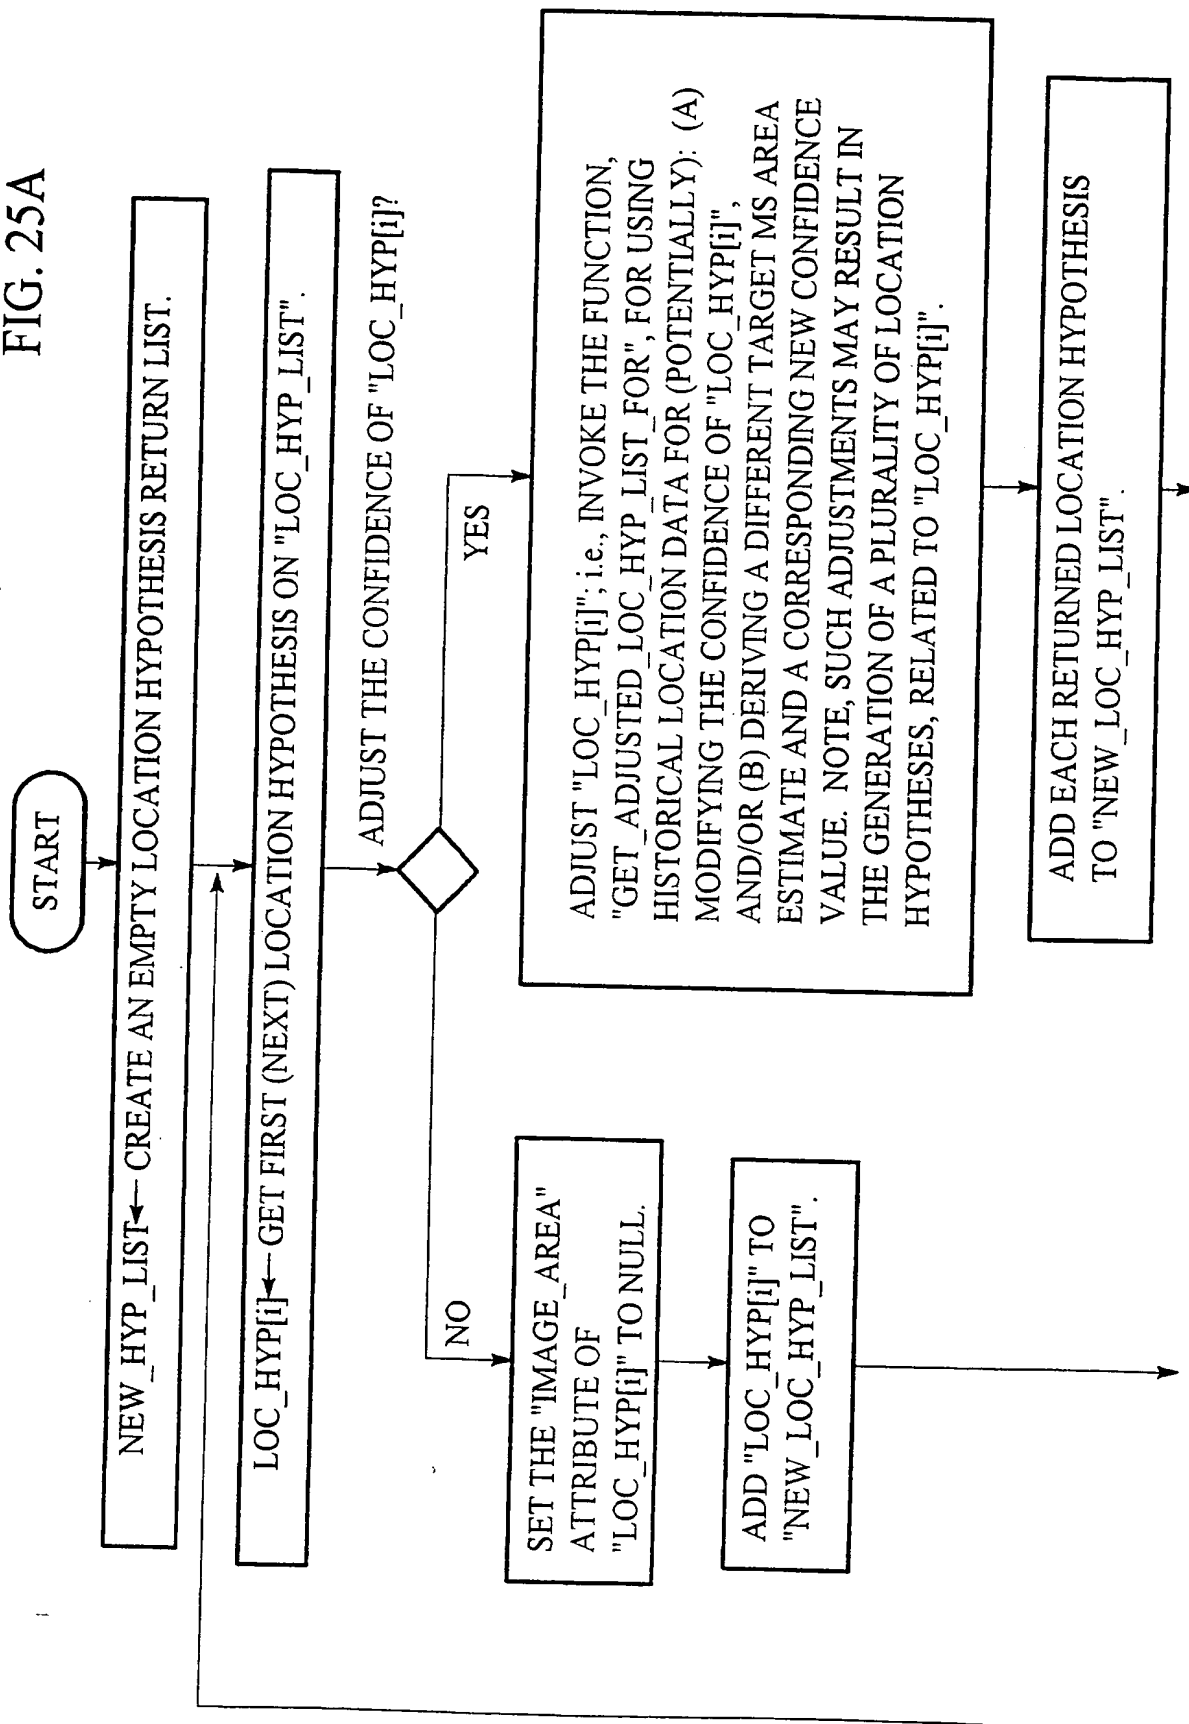 FIG. 25A
START
NEW_HYP_LIST ← CREATE AN EMPTY LOCATION HYPOTHESIS RETURN LIST.
LOC_HYP[i] ← GET FIRST (NEXT) LOCATION HYPOTHESIS ON "LOC_HYP_LIST".
ADJUST THE CONFIDENCE OF "LOC_HYP[i]?
NO
YES
SET THE "IMAGE_AREA"
ATTRIBUTE OF
"LOC_HYP[i]" TO NULL.
ADD "LOC_HYP[i]" TO
"NEW_LOC_HYP_LIST".
ADJUST "LOC_HYP[i]"; i.e., INVOKE THE FUNCTION,
"GET_ADJUSTED_LOC_HYP_LIST_FOR", FOR USING
HISTORICAL LOCATION DATA FOR (POTENTIALLY): (A)
MODIFYING THE CONFIDENCE OF "LOC_HYP[i]",
AND/OR (B) DERIVING A DIFFERENT TARGET MS AREA
ESTIMATE AND A CORRESPONDING NEW CONFIDENCE
VALUE. NOTE, SUCH ADJUSTMENTS MAY RESULT IN
THE GENERATION OF A PLURALITY OF LOCATION
HYPOTHESES, RELATED TO "LOC_HYP[i]".
ADD EACH RETURNED LOCATION HYPOTHESIS
TO "NEW_LOC_HYP_LIST".